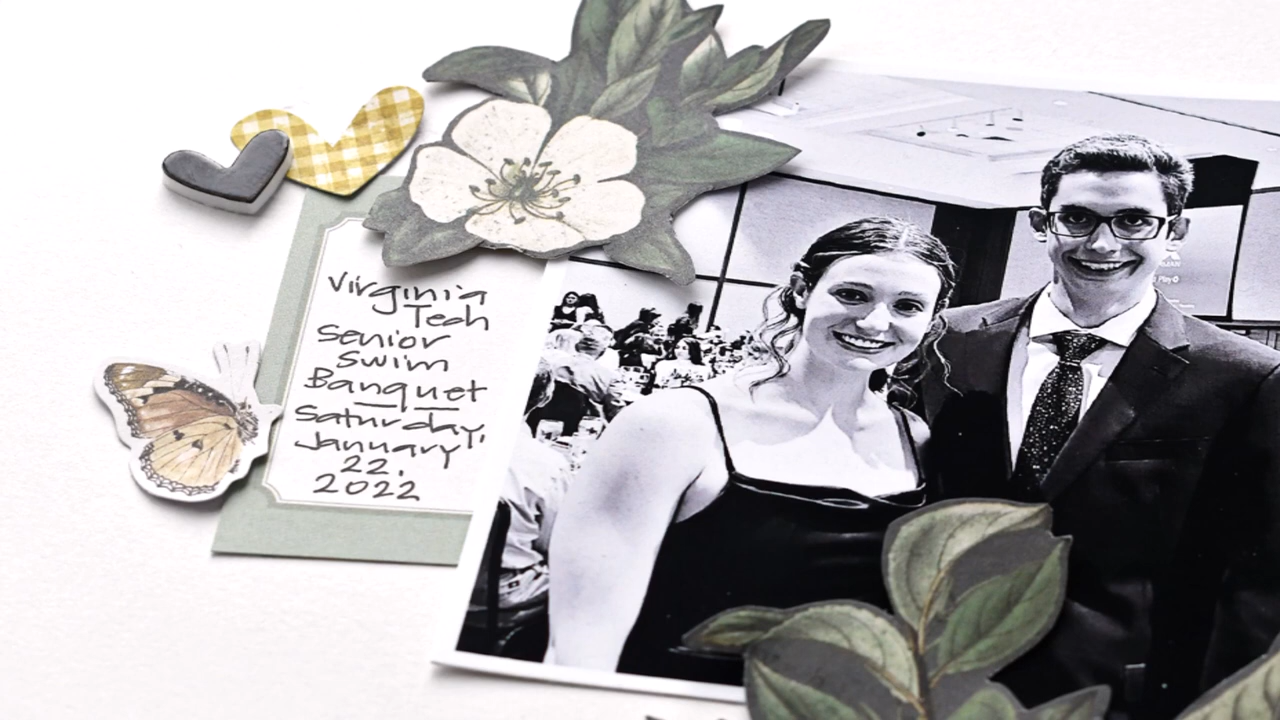 Virginia
Tech
Senior
Swim
Banquet
Saturday,
January
22,
2022